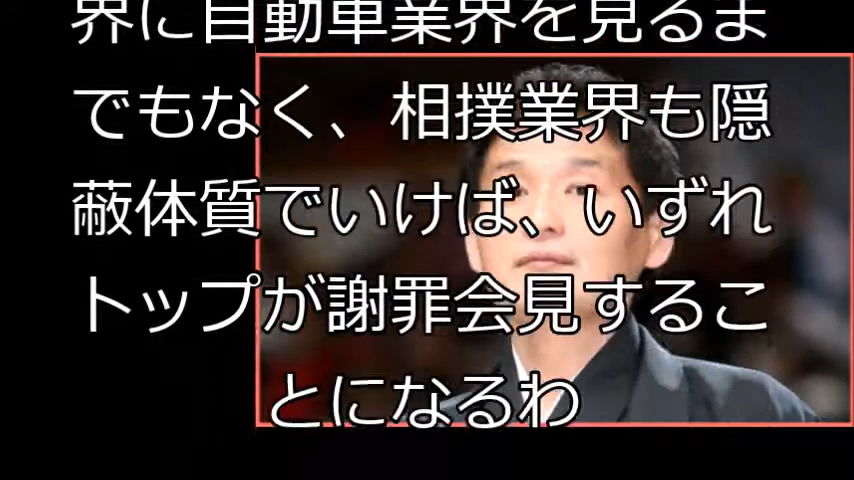 界に自動車業界を見るま
でもなく、相撲業界も隠
蔽体質でいけば、いずれ
トップが謝罪会見するこ
とになるわ